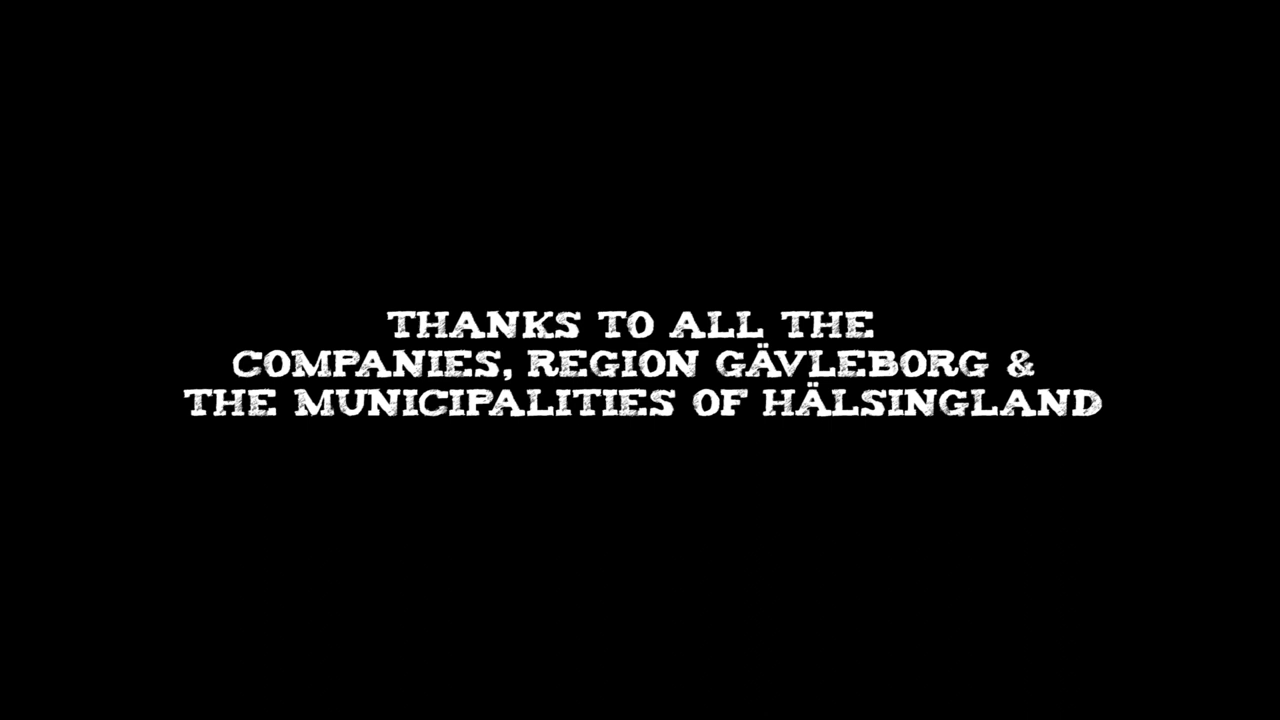 THANKS TO ALL THE
COMPANIES, REGION GÄVLEBORG &
THE MUNICIPALITIES OF HÄLSINGLAND